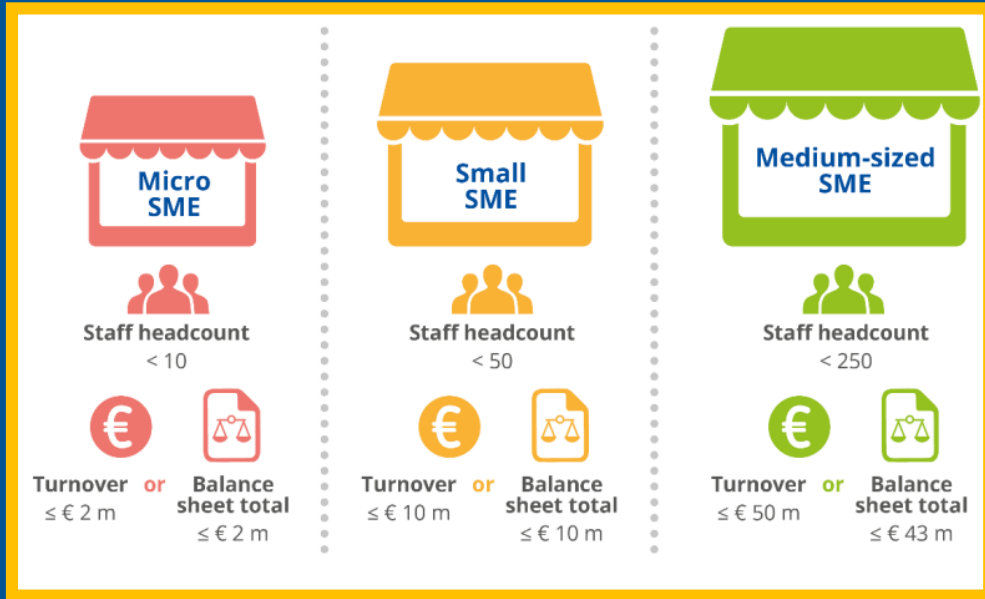 Micro
SME
Staff headcount
< 10
€
Turnover or Balance
sheet total
≤ € 2 m
≤ € 2 m
Small
SME
Staff headcount
< 50
€
Turnover or Balance
sheet total
≤ € 10 m
≤ € 10 m
Medium-sized
SME
Staff headcount
< 250
€
Turnover or Balance
sheet total
≤ € 50 m
≤ € 43 m